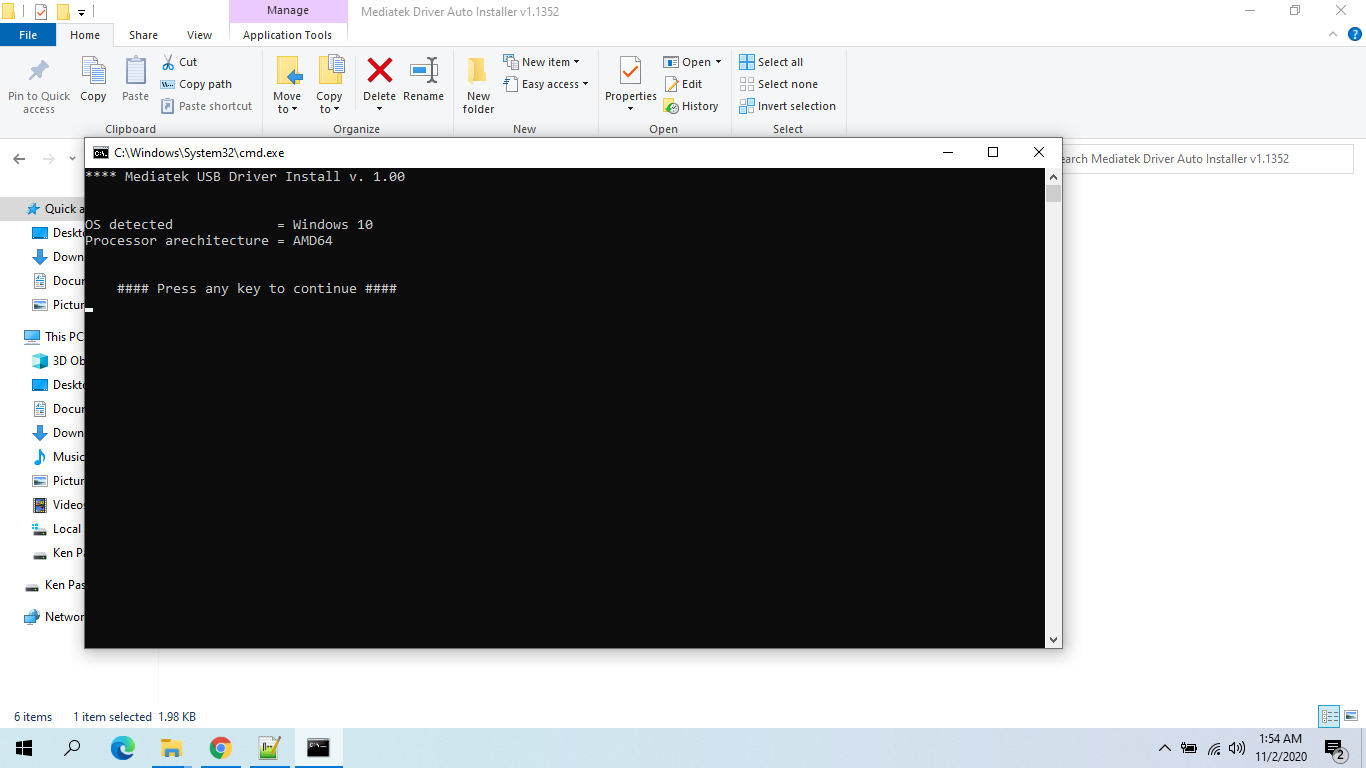 Manage
Mediatek Driver Auto Installer v1.1352
File
Home
Share
View
Application Tools
Pin to Quick access
Copy
Paste
Cut
Copy path
Paste shortcut
Clipboard
Move to
Copy to
Delete
Rename
Organize
New folder
New item
Easy access
New
Properties
Open
Edit
History
Open
Select all
Select none
Invert selection
Select
C:\Windows\System32\cmd.exe
earch Mediatek Driver Auto Installer v1.1352
**** Mediatek USB Driver Install v. 1.00
OS detected = Windows 10
Processor arechitecture = AMD64
#### Press any key to continue ####
Quick a
Deskt
Down
Docur
Pictur
This PC
3D Ob
Deskt
Docur
Down
Music
Pictur
Videos
Local
Ken Pa
Ken Pas
Networ
6 items
1 item selected 1.98 KB
1:54 AM
11/2/2020
2